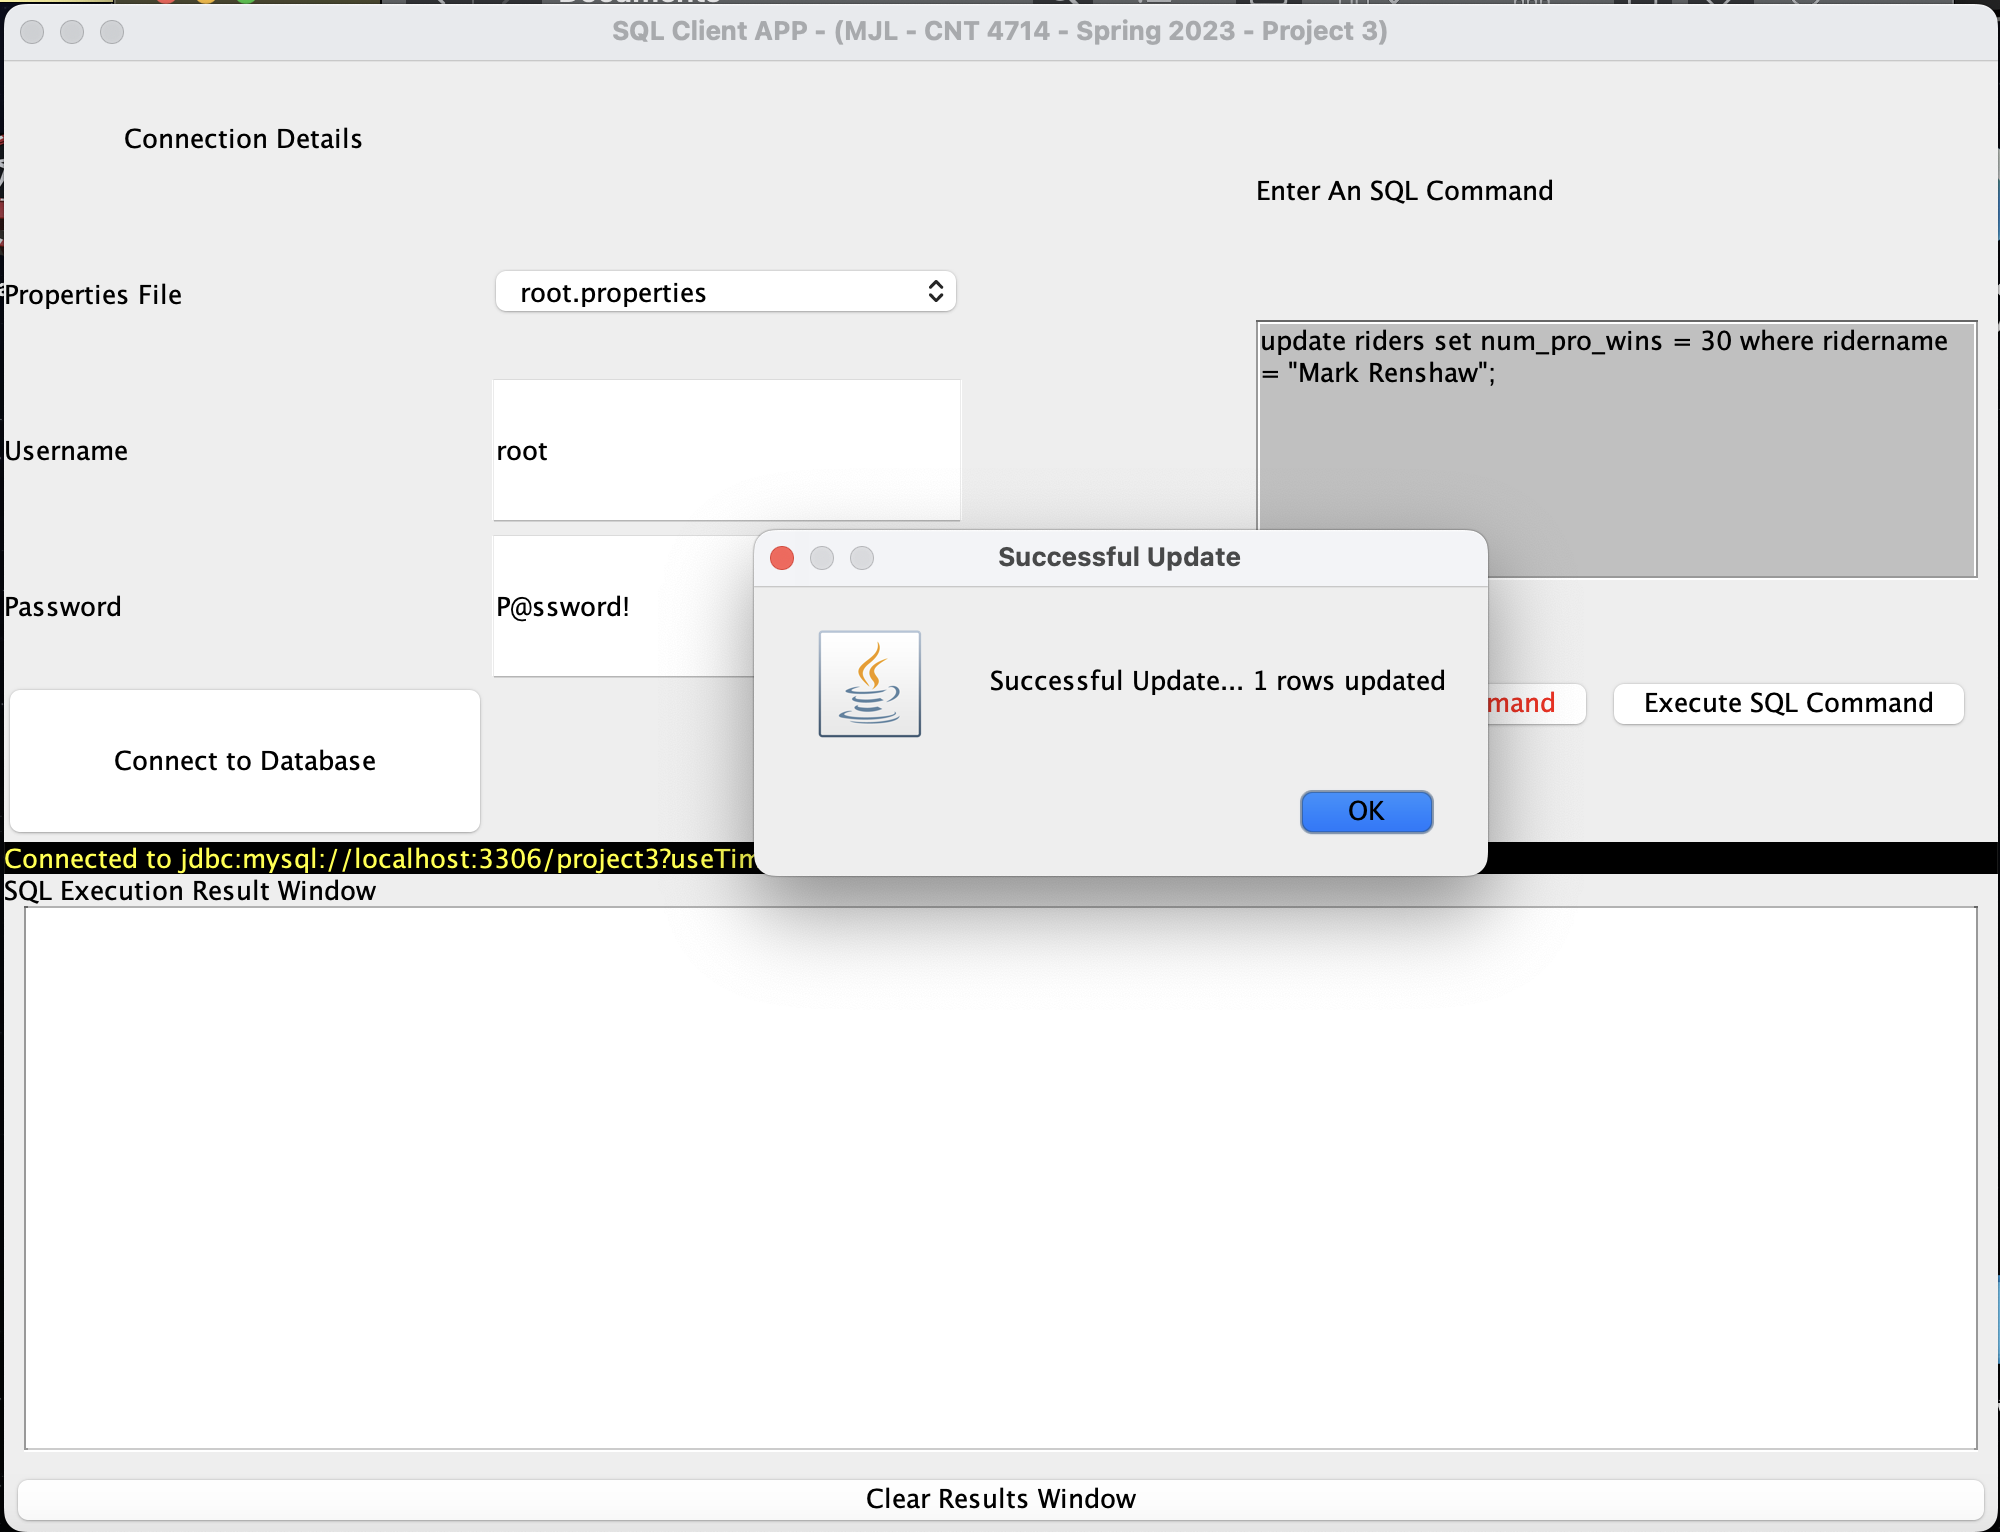 SQL Client APP - (MJL - CNT 4714 - Spring 2023 - Project 3)
Connection Details
Enter An SQL Command
Properties File
root.properties
update riders set num_pro_wins = 30 where ridername
= "Mark Renshaw";
Username
root
Password
P@ssword!
Successful Update
Successful Update... 1 rows updated
OK
Execute SQL Command
Connect to Database
Connected to jdbc:mysql://localhost:3306/project3?useTim
SQL Execution Result Window
Clear Results Window